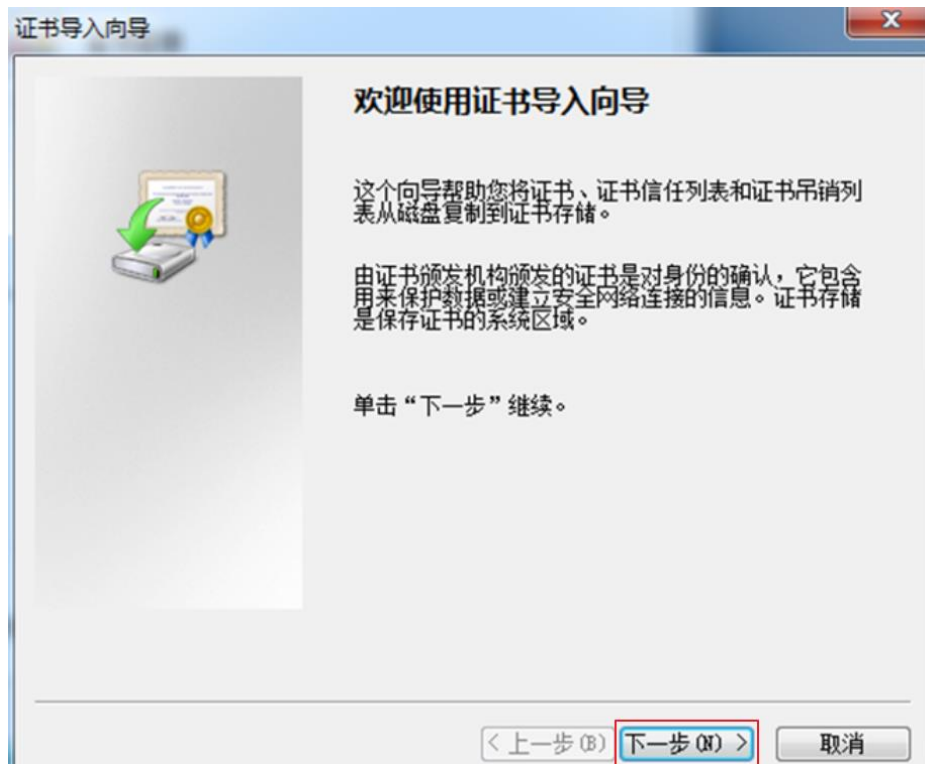 证书导入向导
欢迎使用证书导入向导
这个向导帮助您将证书、证书信任列表和证书吊销列
表从磁盘复制到证书存储。
由证书颁发机构颁发的证书是对身份的确认，它包含
用来保护数据或建立安全网络连接的信息。证书存储
是保存证书的系统区域。
单击“下一步”继续。
< 上一步(B)
下一步(N) >
取消